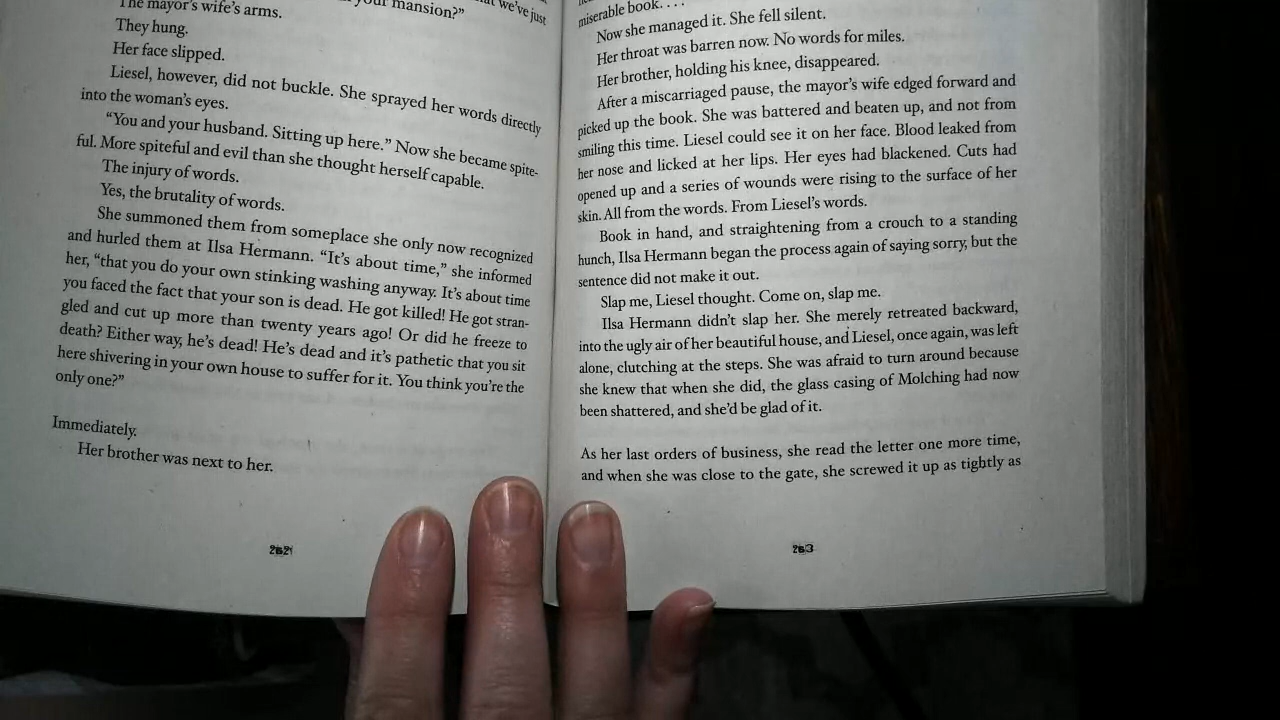 your mansion?”
The mayor’s wife’s arms.
They hung.
Her face slipped.
Liesel, however, did not buckle. She sprayed her words directly
into the woman’s eyes.
“You and your husband. Sitting up here.” Now she became spite-
ful. More spiteful and evil than she thought herself capable.
The injury of words.
Yes, the brutality of words.
She summoned them from someplace she only now recognized
and hurled them at Ilsa Hermann. “It’s about time,” she informed
her, “that you do your own stinking washing anyway. It’s about time
you faced the fact that your son is dead. He got killed! He got stran-
gled and cut up more than twenty years ago! Or did he freeze to
death? Either way, he’s dead! He’s dead and it’s pathetic that you sit
here shivering in your own house to suffer for it. You think you’re the
only one?”
Immediately.
Her brother was next to her.
262
miserable book. . . .
Now she managed it. She fell silent.
Her throat was barren now. No words for miles.
Her brother, holding his knee, disappeared.
After a miscarriaged pause, the mayor’s wife edged forward and
picked up the book. She was battered and beaten up, and not from
smiling this time. Liesel could see it on her face. Blood leaked from
her nose and licked at her lips. Her eyes had blackened. Cuts had
opened up and a series of wounds were rising to the surface of her
skin. All from the words. From Liesel’s words.
Book in hand, and straightening from a crouch to a standing
hunch, Ilsa Hermann began the process again of saying sorry, but the
sentence did not make it out.
Slap me, Liesel thought. Come on, slap me.
Ilsa Hermann didn’t slap her. She merely retreated backward,
into the ugly air of her beautiful house, and Liesel, once again, was left
alone, clutching at the steps. She was afraid to turn around because
she knew that when she did, the glass casing of Molching had now
been shattered, and she’d be glad of it.
As her last orders of business, she read the letter one more time,
and when she was close to the gate, she screwed it up as tightly as
263